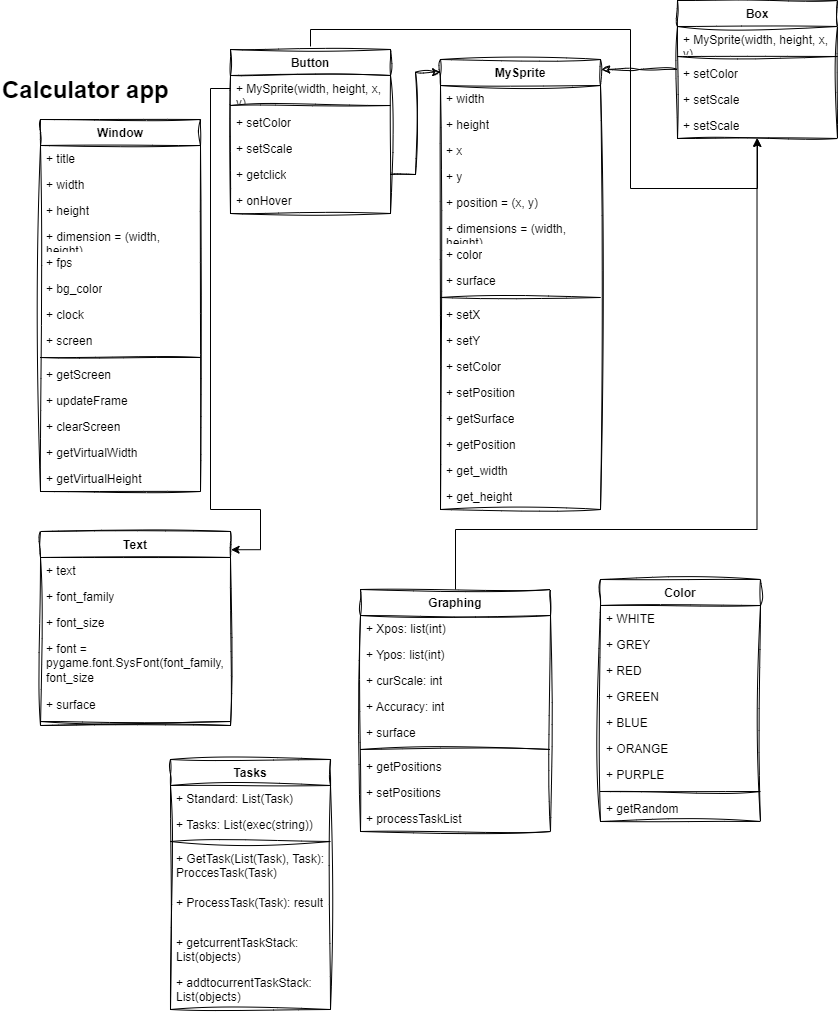 Calculator app
Window
+ title
+ width
+ height
+ dimension = (width,
height)
+ fps
+ bg_color
+ clock
+ screen
+ getScreen
+ updateFrame
+ clearScreen
+ getVirtualWidth
+ getVirtualHeight
Button
+ MySprite(width, height, x,
y)
+ setColor
+ setScale
+ getclick
+ onHover
MySprite
+ width
+ height
+ x
+ y
+ position = (x, y)
+ dimensions = (width,
height)
+ color
+ surface
+ setX
+ setY
+ setColor
+ setPosition
+ getSurface
+ getPosition
+ get_width
+ get_height
Box
+ MySprite(width, height, x,
y)
+ setColor
+ setScale
+ setScale
Text
+ text
+ font_family
+ font_size
+ font =
pygame.font.SysFont(font_family,
font_size
+ surface
Graphing
+ Xpos: list(int)
+ Ypos: list(int)
+ curScale: int
+ Accuracy: int
+ surface
+ getPositions
+ setPositions
+ processTaskList
Color
+ WHITE
+ GREY
+ RED
+ GREEN
+ BLUE
+ ORANGE
+ PURPLE
+ getRandom
Tasks
+ Standard: List(Task)
+ Tasks: List(exec(string))
+ GetTask(List(Task), Task):
ProccesTask(Task)
+ ProcessTask(Task): result
+ getcurrentTaskStack:
List(objects)
+ addtocurrentTaskStack:
List(objects)